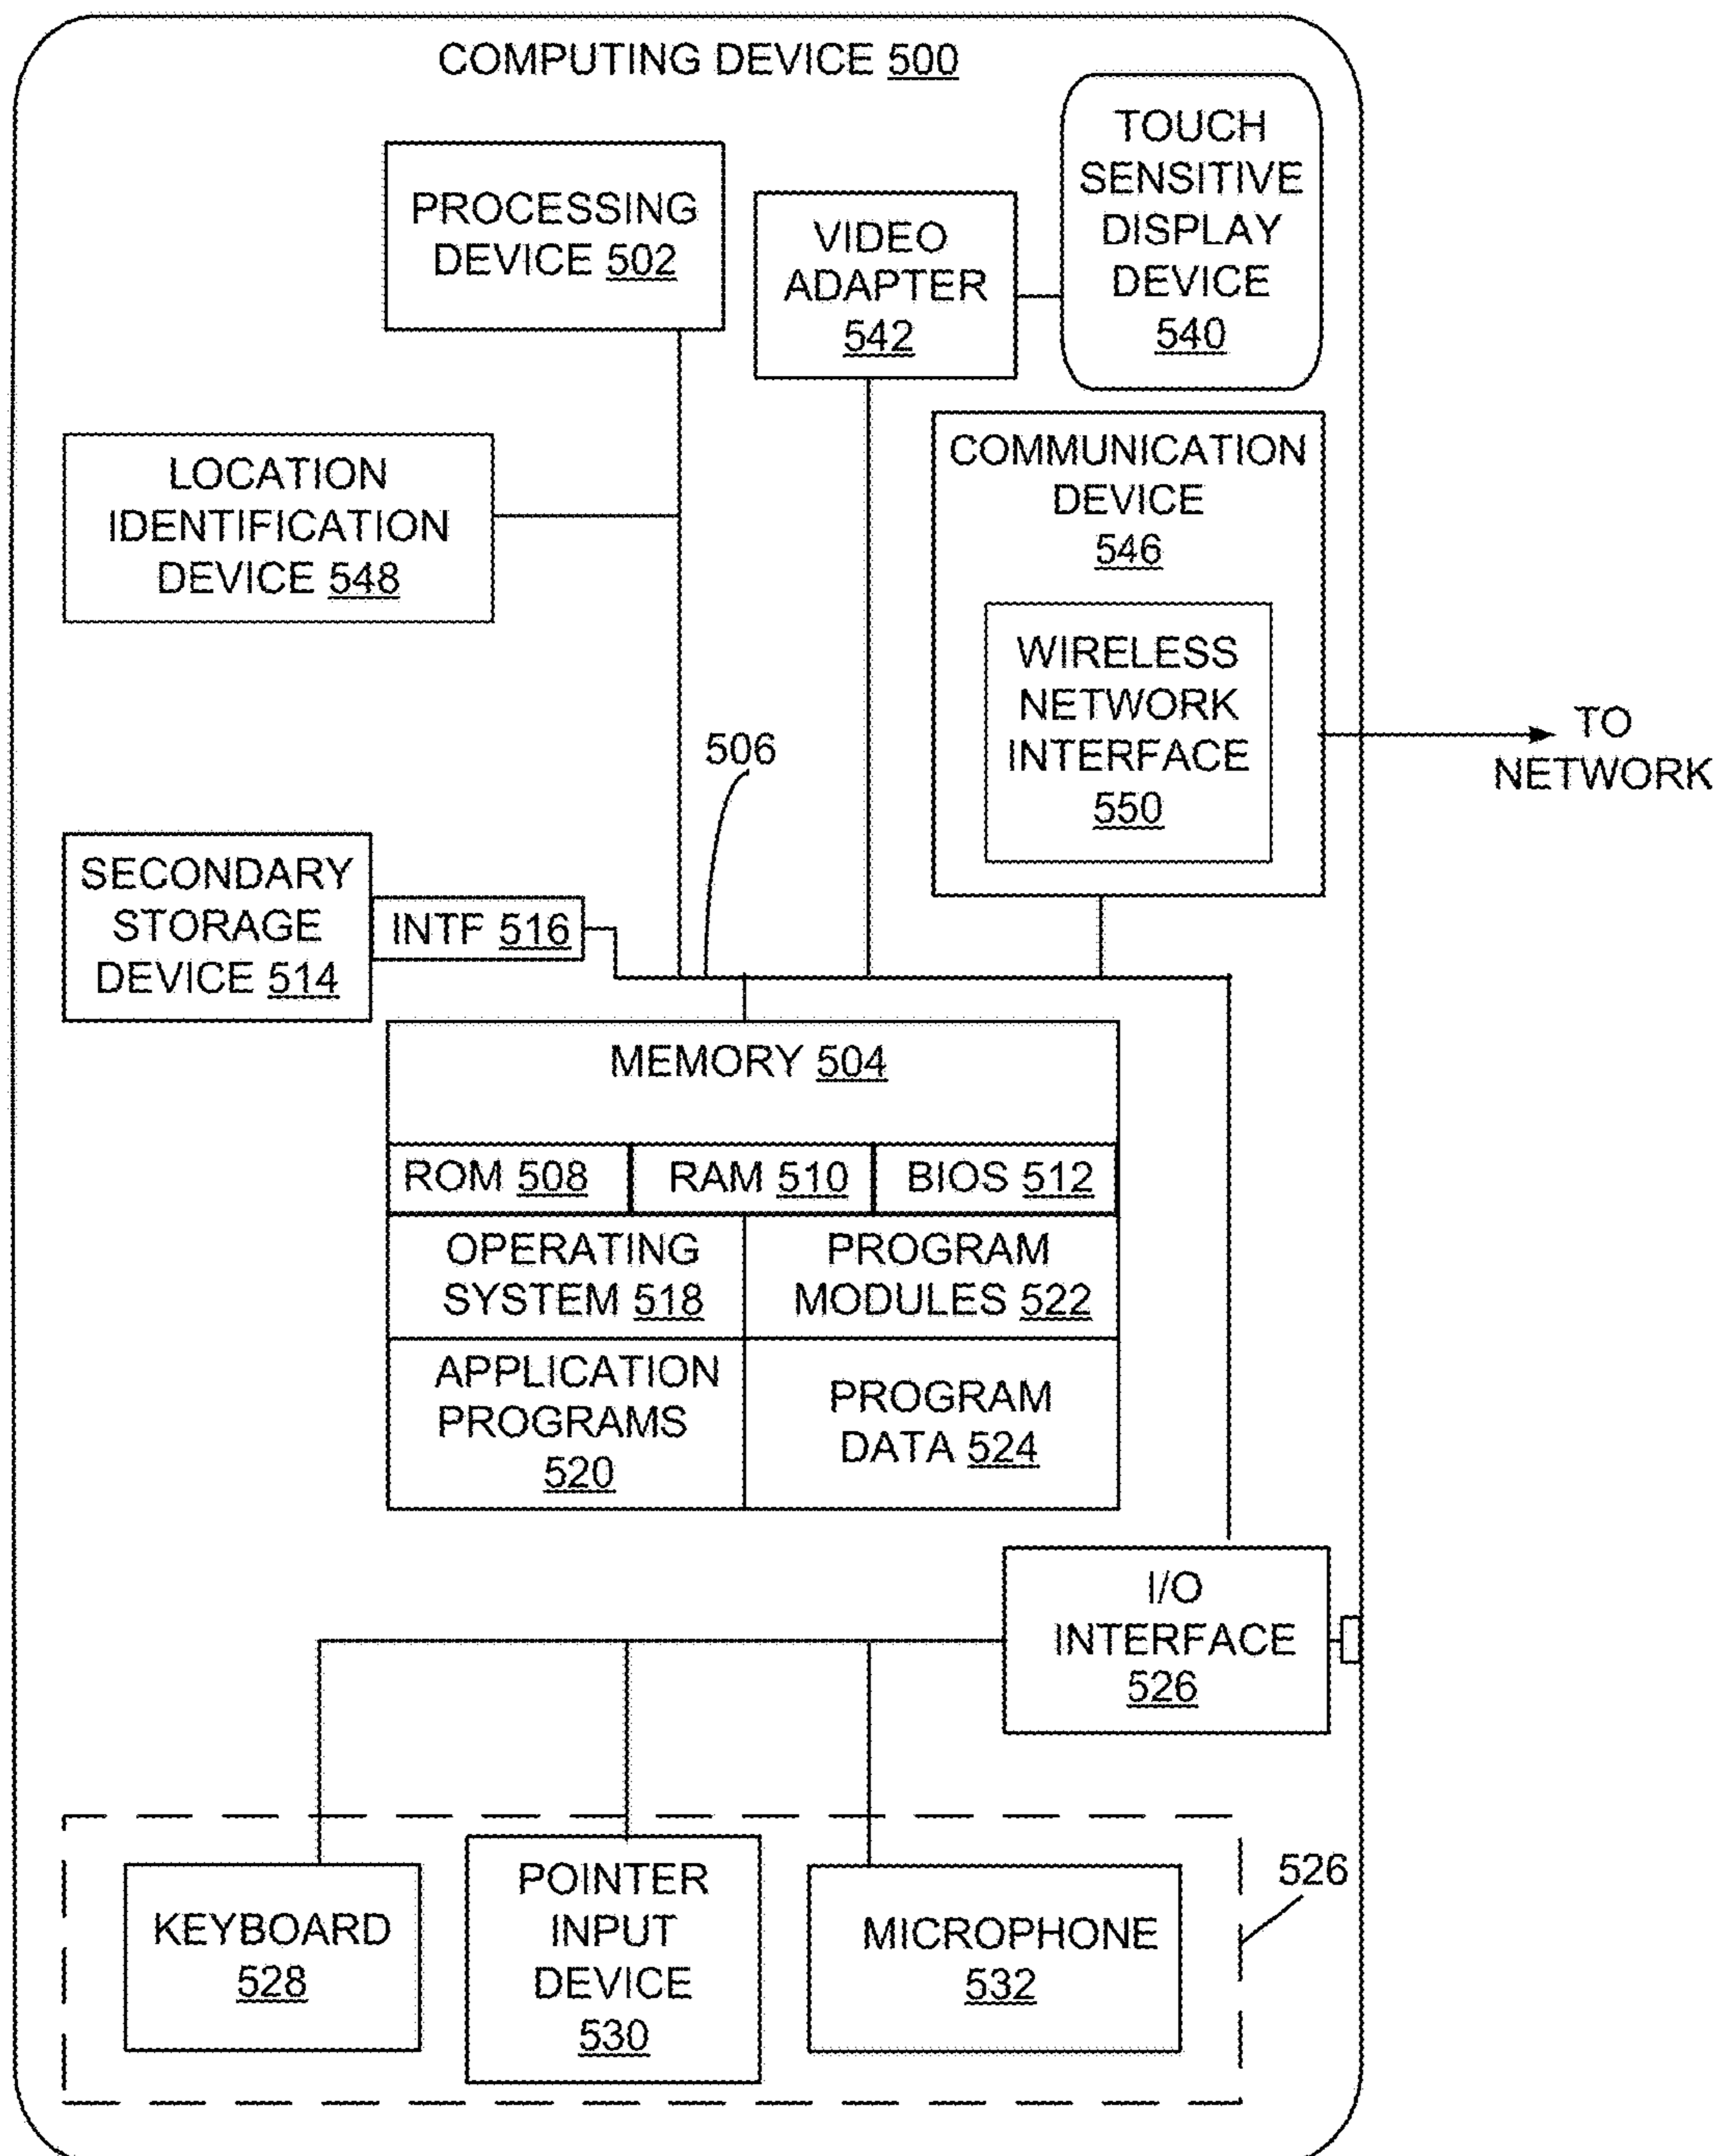 COMPUTING DEVICE 500
PROCESSING
DEVICE 502
VIDEO
ADAPTER
542
TOUCH
SENSITIVE
DISPLAY
DEVICE
540
LOCATION
IDENTIFICATION
DEVICE 548
COMMUNICATION
DEVICE
546
WIRELESS
NETWORK
INTERFACE
550
TO
NETWORK
506
SECONDARY
STORAGE
DEVICE 514
INTF 516
MEMORY 504
ROM 508
RAM 510
BIOS 512
OPERATING
SYSTEM 518
PROGRAM
MODULES 522
APPLICATION
PROGRAMS
520
PROGRAM
DATA 524
I/O
INTERFACE
526
526
KEYBOARD
528
POINTER
INPUT
DEVICE
530
MICROPHONE
532